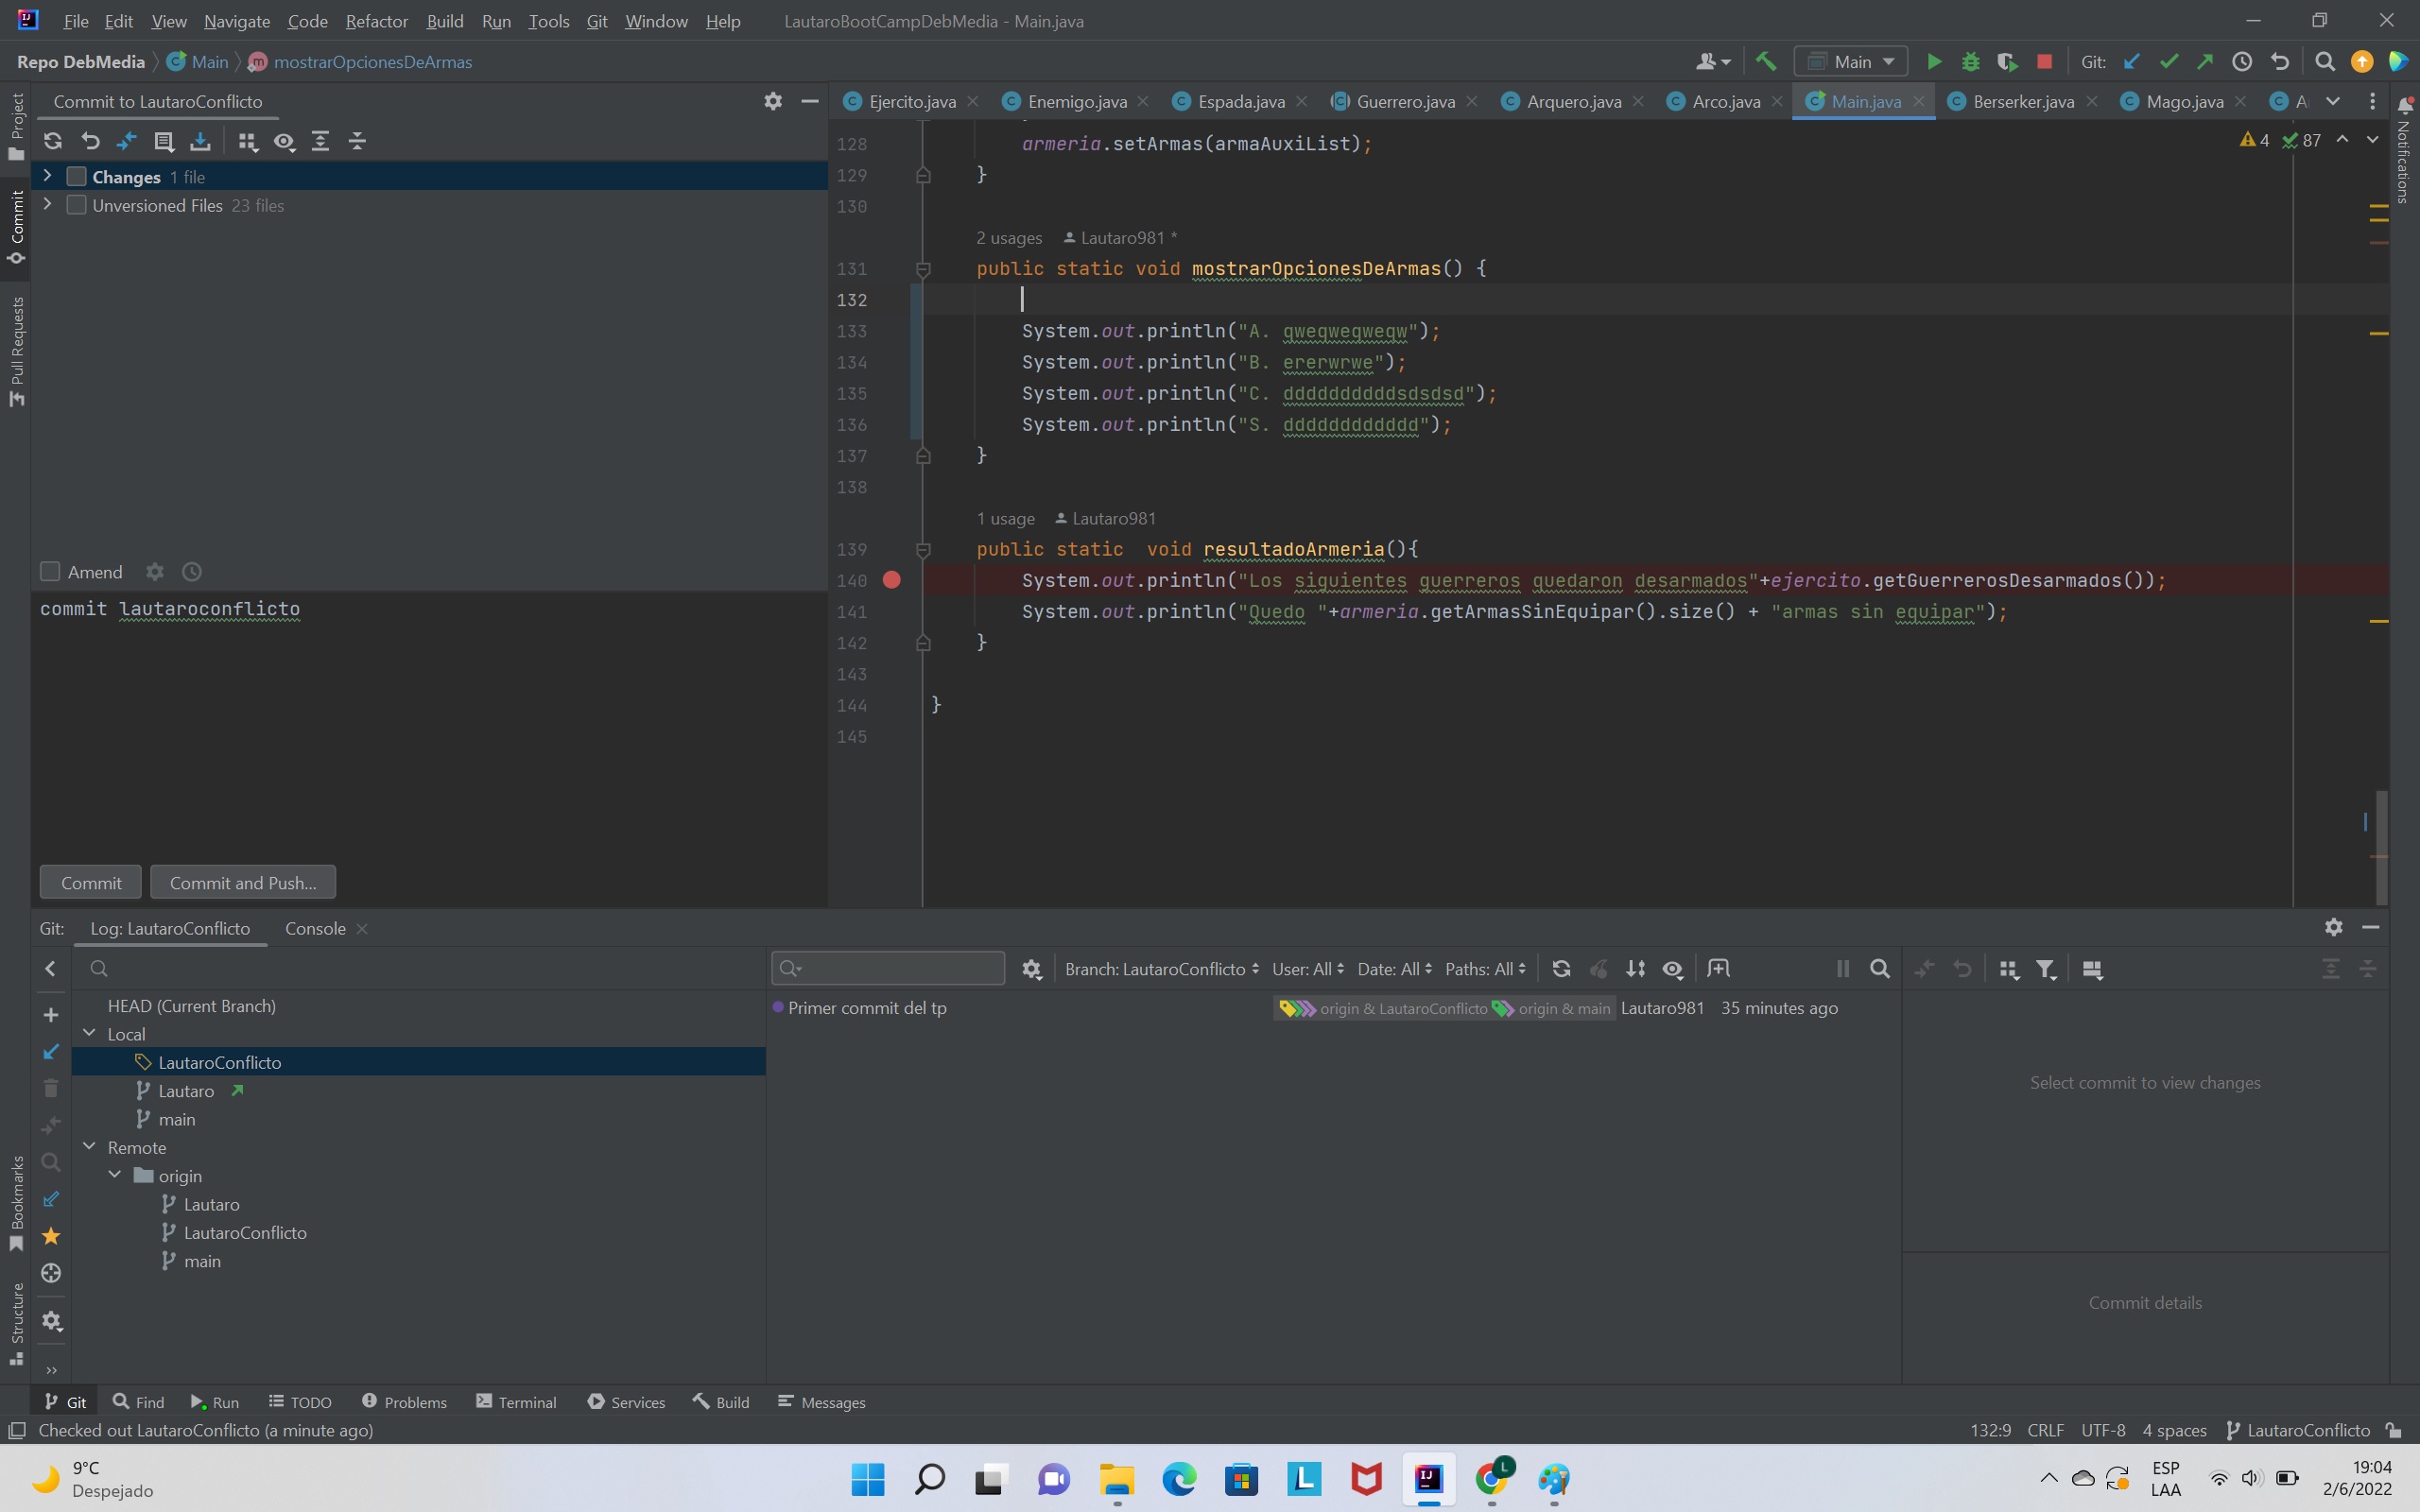 File Edit View Navigate Code Refactor Build Run Tools Git Window Help LautaroBootCampDebMedia - Main.java
Repo DebMedia Main mostrarOpcionesDeArmas Main Git:
Project
Commit
Pull Requests
Bookmarks
Structure
Notifications
Commit to LautaroConflicto
Changes 1 file
Unversioned Files 23 files
Amend
commit lautaroconflicto
Commit Commit and Push...
Ejercito.java Enemigo.java Espada.java Guerrero.java Arquero.java Arco.java Main.java Berserker.java Mago.java A
4 87
128 armeria.setArmas(armaAuxiList);
129 }
130
2 usages Lautaro981 *
131 public static void mostrarOpcionesDeArmas() {
132
133 System.out.println("A. qweqweqweqw");
134 System.out.println("B. ererwrwe");
135 System.out.println("C. ddddddddddsdsdsd");
136 System.out.println("S. dddddddddddd");
137 }
138
1 usage Lautaro981
139 public static  void resultadoArmeria(){
140 System.out.println("Los siguientes guerreros quedaron desarmados"+ejercito.getGuerrerosDesarmados());
141 System.out.println("Quedo "+armeria.getArmasSinEquipar().size() + "armas sin equipar");
142 }
143
144 }
145
Git: Log: LautaroConflicto Console
Branch: LautaroConflicto User: All Date: All Paths: All
HEAD (Current Branch)
Local
LautaroConflicto
Lautaro
main
Remote
origin
Lautaro
LautaroConflicto
main
Primer commit del tp origin & LautaroConflicto origin & main Lautaro981 35 minutes ago
Select commit to view changes
Commit details
Git Find Run TODO Problems Terminal Services Build Messages
Checked out LautaroConflicto (a minute ago) 132:9 CRLF UTF-8 4 spaces LautaroConflicto
9°C
Despejado
L
IJ
L
ESP
LAA
19:04
2/6/2022